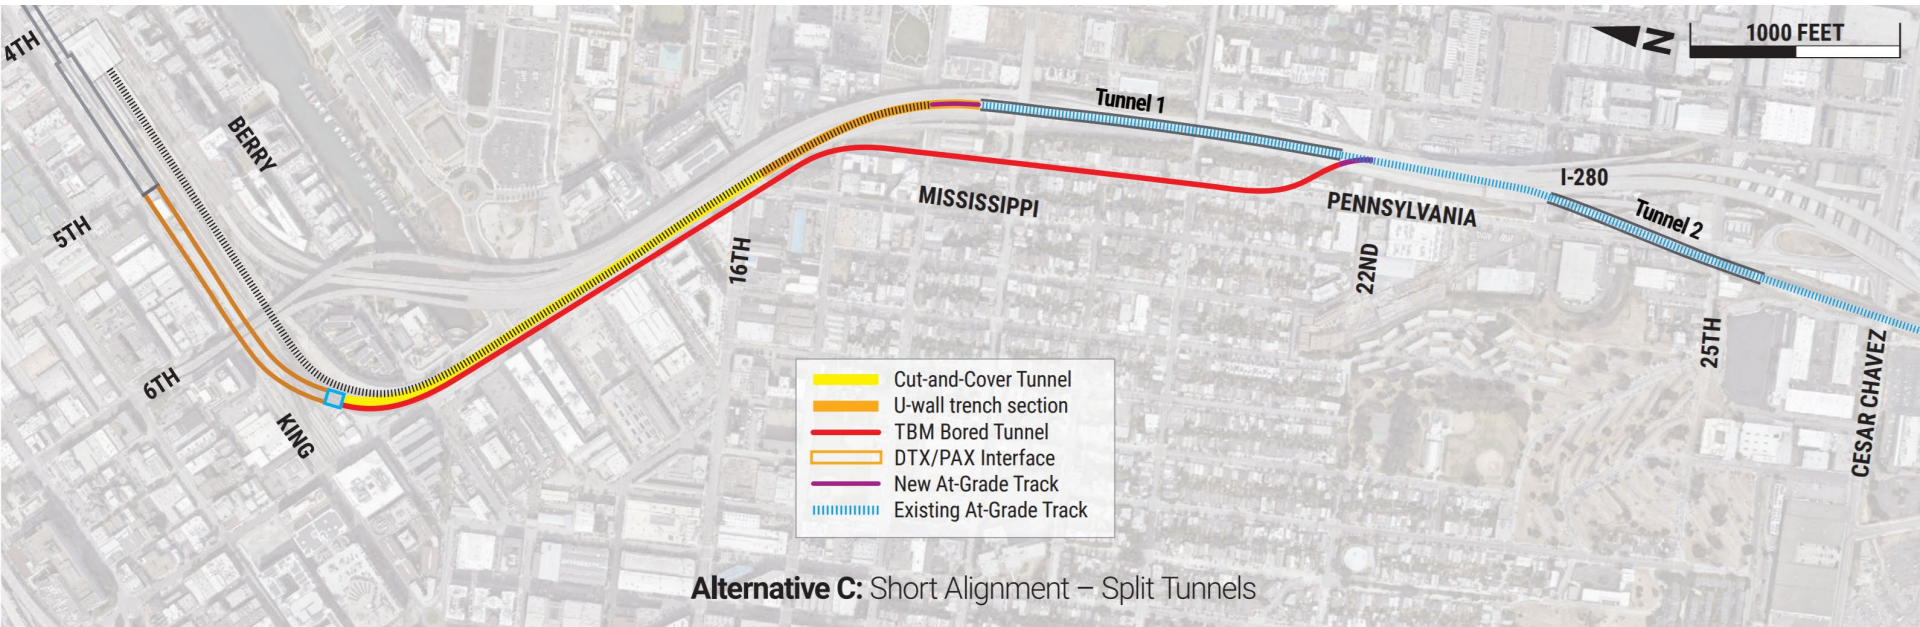 4TH
N
1000 FEET
Tunnel 1
BERRY
I-280
MISSISSIPPI
PENNSYLVANIA
Tunnel 2
5TH
16TH
22ND
25TH
6TH
KING
CESAR CHAVEZ
Cut-and-Cover Tunnel
U-wall trench section
TBM Bored Tunnel
DTX/PAX Interface
New At-Grade Track
Existing At-Grade Track
Alternative C: Short Alignment – Split Tunnels